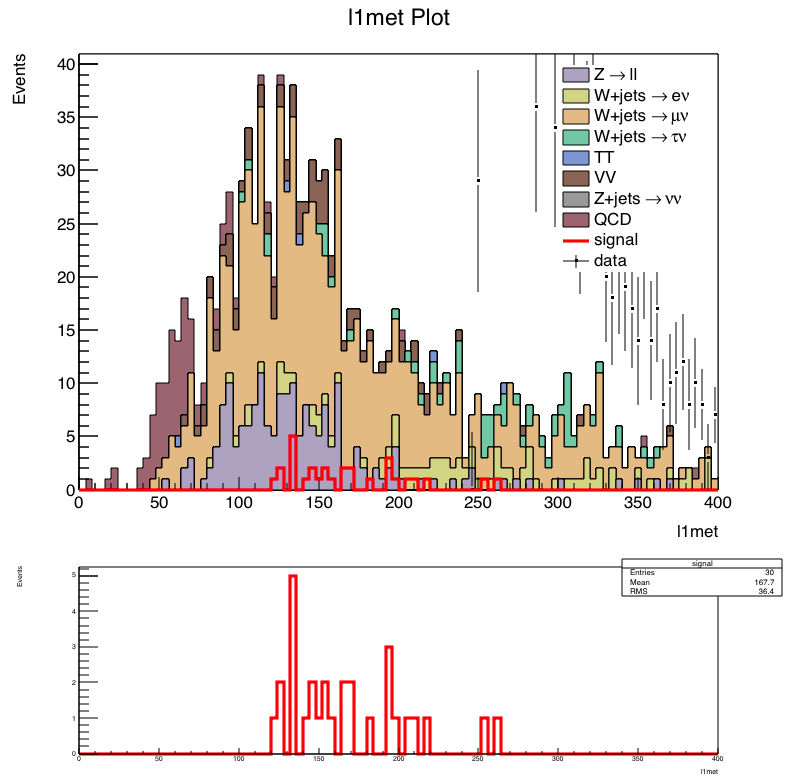 l1met Plot
Events
40
35
30
25
20
15
10
5
0
Z → ll
W+jets → eν
W+jets → μν
W+jets → τν
TT
VV
Z+jets → νν
QCD
signal
data
0 50 100 150 200 250 300 350 400
l1met
Events
5
4
3
2
1
0
signal
Entries 30
Mean 167.7
RMS 36.4
0 50 100 150 200 250 300 350 400
l1met